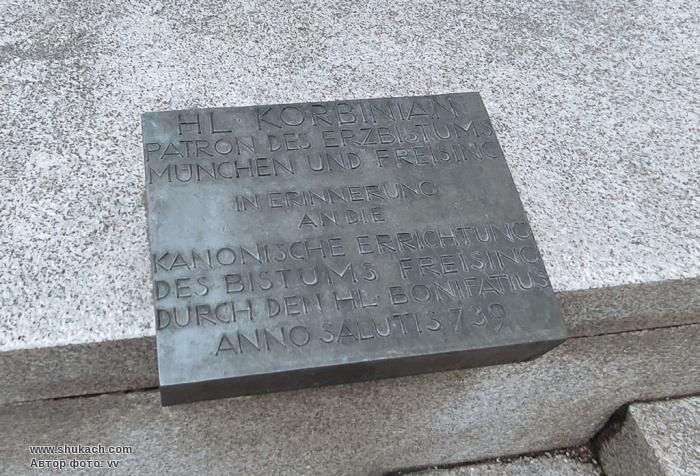 HL · KORBINIAN
PATRON DES ERZBISTUMS
MÜNCHEN UND FREISING
IN ERINNERUNG
AN DIE
KANONISCHE ERRICHTUNG
DES BISTUMS FREISING
DURCH DEN HL · BONIFATIUS
ANNO SALUTIS 739
www.shukach.com
Автор фото: vv